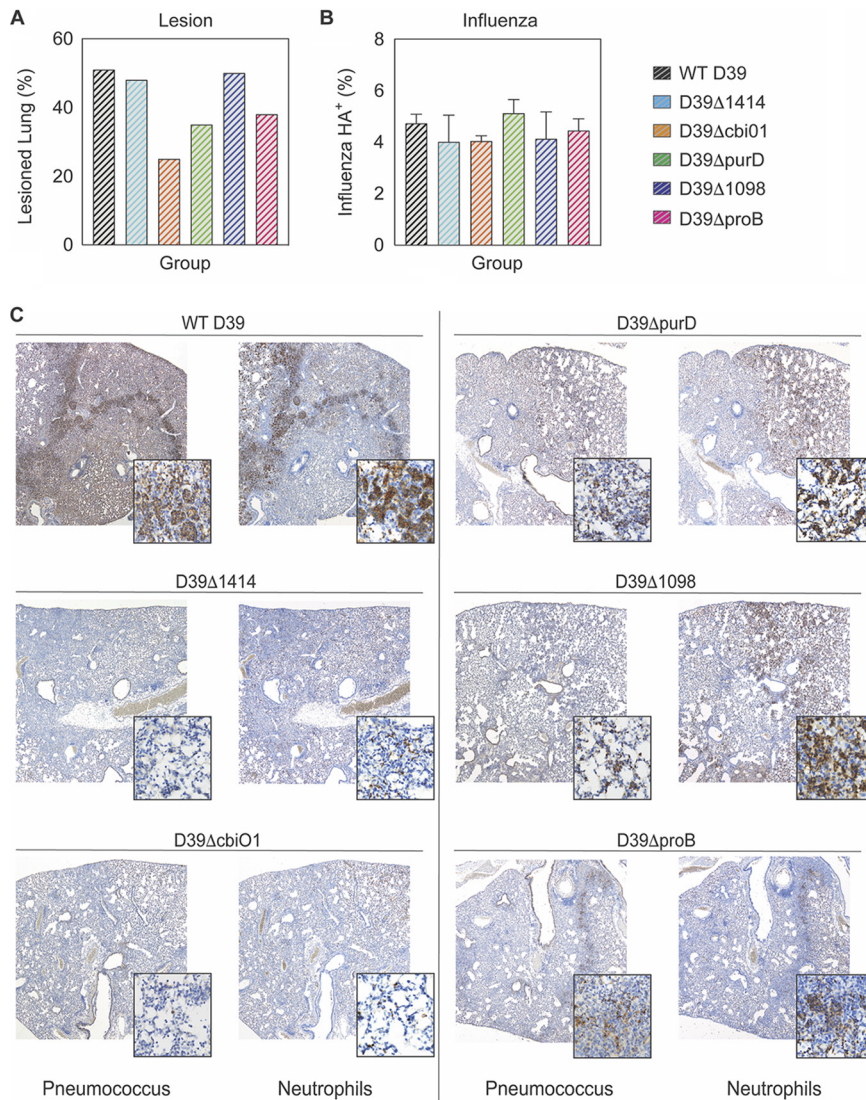 A
Lesion
Lesioned Lung (%)
60
40
20
0
Group
B
Influenza
Influenza HA+ (%)
8
6
4
2
0
Group
WT D39
D39Δ1414
D39Δcbi01
D39ΔpurD
D39Δ1098
D39ΔproB
C
WT D39
D39ΔpurD
D39Δ1414
D39Δ1098
D39ΔcbiO1
D39ΔproB
Pneumococcus
Neutrophils
Pneumococcus
Neutrophils